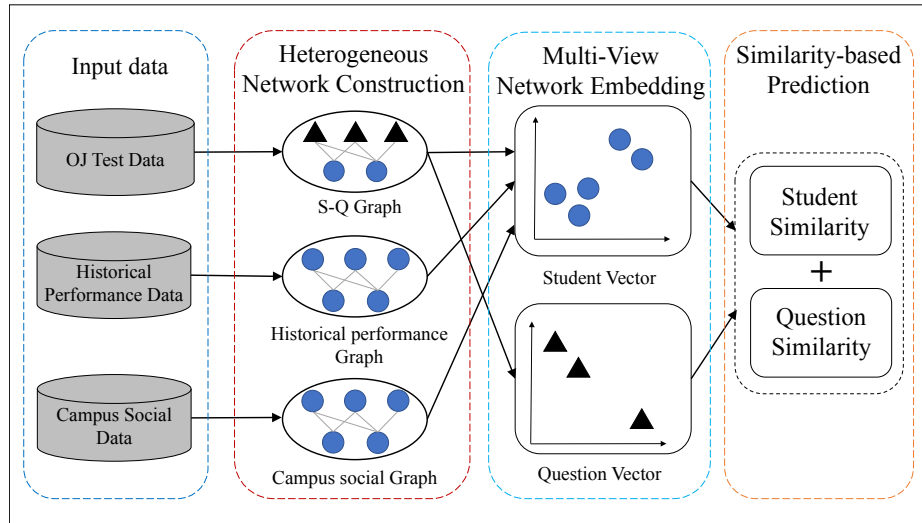 Input data
OJ Test Data
Historical
Performance Data
Campus Social
Data
Heterogeneous
Network Construction
S-Q Graph
Historical performance
Graph
Campus social Graph
Multi-View
Network Embedding
Student Vector
Question Vector
Similarity-based
Prediction
Student
Similarity
+
Question
Similarity